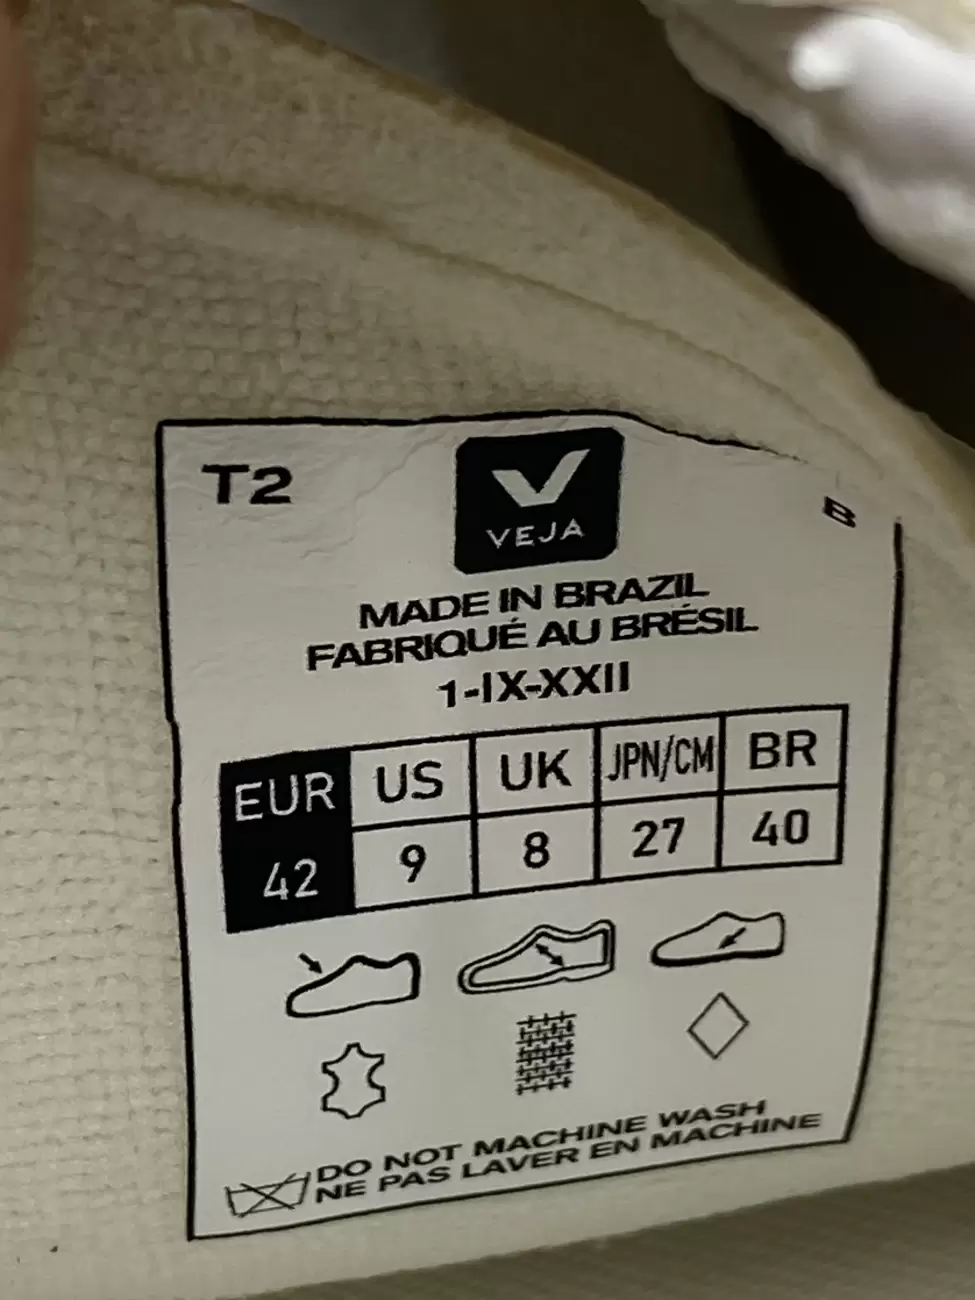 T2
VEJA
B
MADE IN BRAZIL
FABRIQUÉ AU BRÉSIL
1-IX-XXII
EUR US UK JPN/CM BR
42 9 8 27 40
DO NOT MACHINE WASH
NE PAS LAVER EN MACHINE